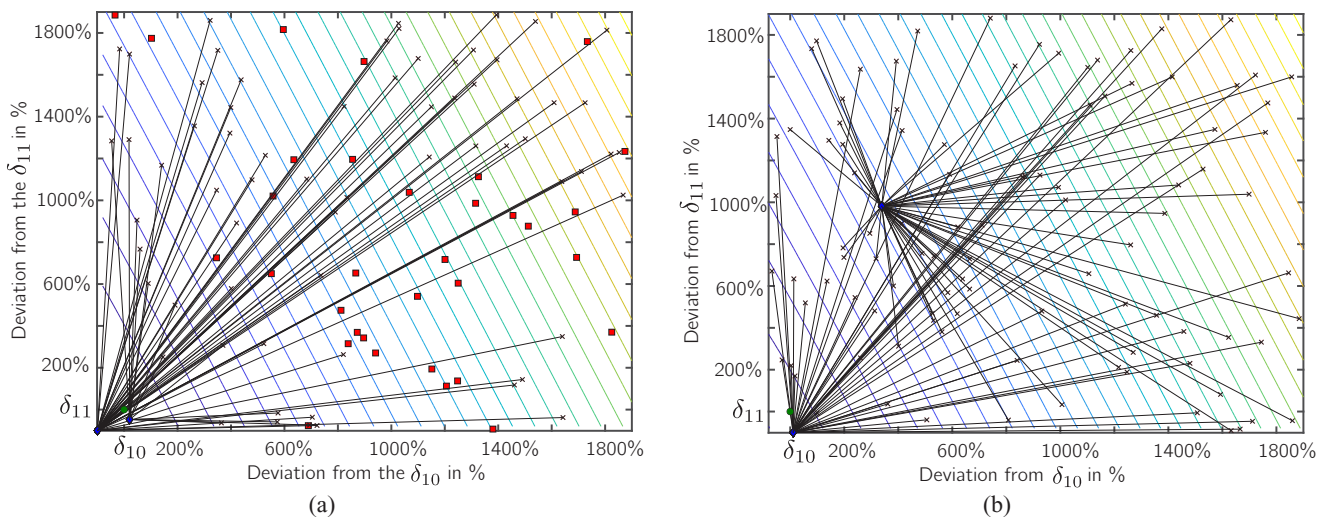 1800%
1400%
1000%
600%
200%
δ11
Deviation from the δ11 in %
δ10 200% 600% 1000% 1400% 1800%
Deviation from the δ10 in %
(a)
1800%
1400%
1000%
600%
200%
δ11
Deviation from δ11 in %
δ10 200% 600% 1000% 1400% 1800%
Deviation from δ10 in %
(b)